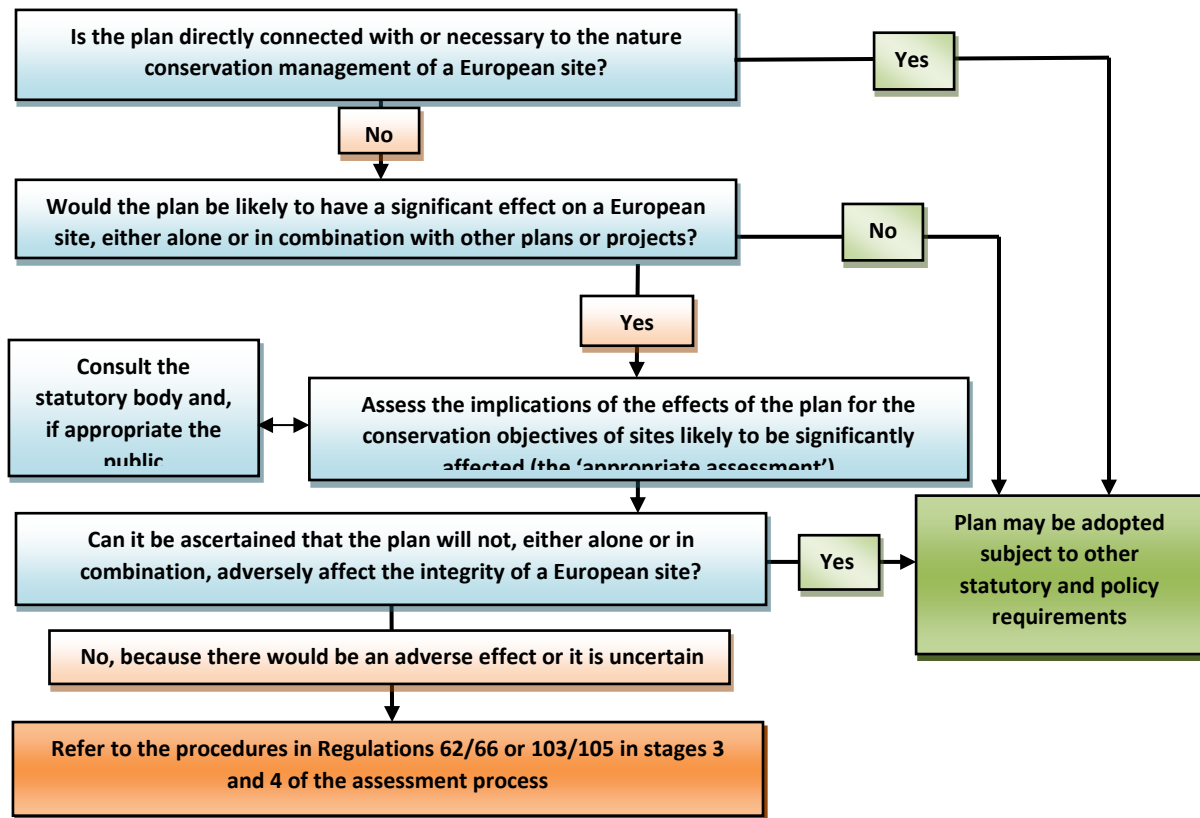 Is the plan directly connected with or necessary to the nature
conservation management of a European site?
Yes
No
Would the plan be likely to have a significant effect on a European
site, either alone or in combination with other plans or projects?
No
Yes
Consult the
statutory body and,
if appropriate the
public
Assess the implications of the effects of the plan for the
conservation objectives of sites likely to be significantly
affected (the ‘appropriate assessment’)
Can it be ascertained that the plan will not, either alone or in
combination, adversely affect the integrity of a European site?
Yes
Plan may be adopted
subject to other
statutory and policy
requirements
No, because there would be an adverse effect or it is uncertain
Refer to the procedures in Regulations 62/66 or 103/105 in stages 3
and 4 of the assessment process